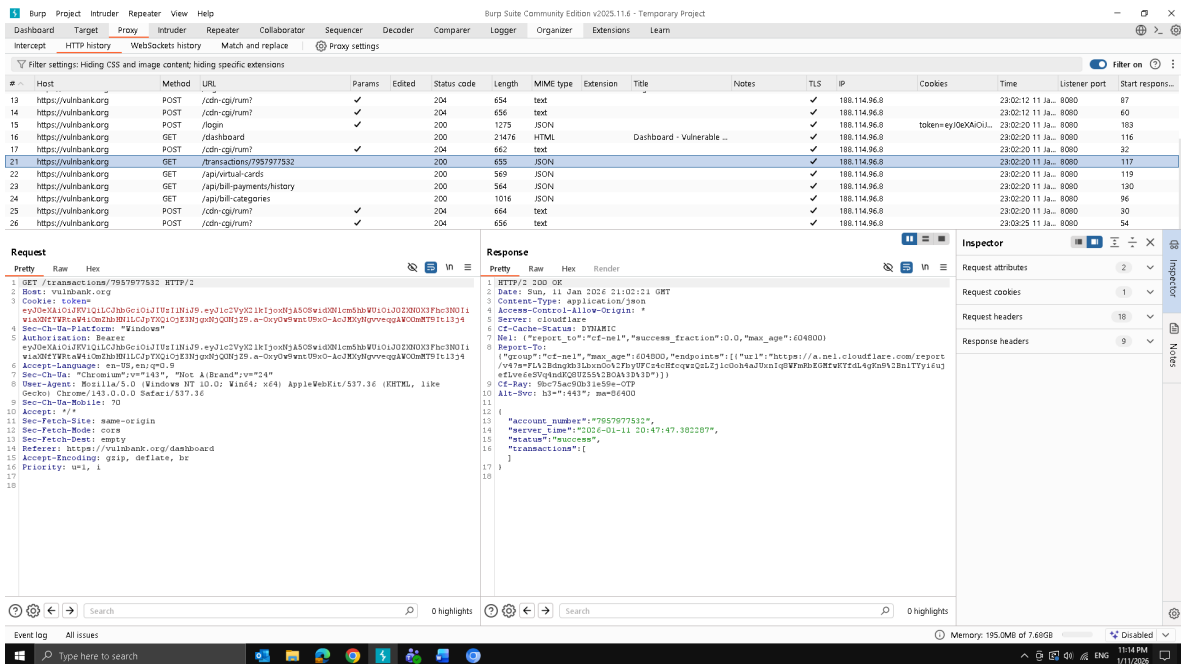 Burp Project Intruder Repeater View Help Burp Suite Community Edition v2025.11.6 - Temporary Project
Dashboard Target Proxy Intruder Repeater Collaborator Sequencer Decoder Comparer Logger Organizer Extensions Learn
Intercept HTTP history WebSockets history Match and replace Proxy settings
Filter settings: Hiding CSS and image content; hiding specific extensions Filter on
# Host Method URL Params Edited Status code Length MIME type Extension Title Notes TLS IP Cookies Time Listener port Start respons...
13 https://vulnbank.org POST /cdn-cgi/rum? ✓ 204 654 text ✓ 188.114.96.8 23:02:12 11 Ja... 8080 87
14 https://vulnbank.org POST /cdn-cgi/rum? ✓ 204 656 text ✓ 188.114.96.8 23:02:12 11 Ja... 8080 60
15 https://vulnbank.org POST /login ✓ 200 1275 JSON ✓ 188.114.96.8 token=eyJ0eXAiOiJ... 23:02:20 11 Ja... 8080 183
16 https://vulnbank.org GET /dashboard 200 21476 HTML Dashboard - Vulnerable ... ✓ 188.114.96.8 23:02:20 11 Ja... 8080 116
17 https://vulnbank.org POST /cdn-cgi/rum? ✓ 204 662 text ✓ 188.114.96.8 23:02:20 11 Ja... 8080 32
21 https://vulnbank.org GET /transactions/7957977532 200 655 JSON ✓ 188.114.96.8 23:02:20 11 Ja... 8080 117
22 https://vulnbank.org GET /api/virtual-cards 200 569 JSON ✓ 188.114.96.8 23:02:20 11 Ja... 8080 119
23 https://vulnbank.org GET /api/bill-payments/history 200 564 JSON ✓ 188.114.96.8 23:02:20 11 Ja... 8080 130
24 https://vulnbank.org GET /api/bill-categories 200 1016 JSON ✓ 188.114.96.8 23:02:20 11 Ja... 8080 96
25 https://vulnbank.org POST /cdn-cgi/rum? ✓ 204 664 text ✓ 188.114.96.8 23:02:20 11 Ja... 8080 30
26 https://vulnbank.org POST /cdn-cgi/rum? ✓ 204 656 text ✓ 188.114.96.8 23:03:25 11 Ja... 8080 54
Request
Pretty Raw Hex
1 GET /transactions/7957977532 HTTP/2
2 Host: vulnbank.org
3 Cookie: token=
4 Sec-Ch-Ua-Platform: "Windows"
5 Authorization: Bearer
6 Accept-Language: en-US,en;q=0.9
7 Sec-Ch-Ua: "Chromium";v="143", "Not A(Brand";v="24"
8 User-Agent: Mozilla/5.0 (Windows NT 10.0; Win64; x64) AppleWebKit/537.36 (KHTML, like
Gecko) Chrome/143.0.0.0 Safari/537.36
9 Sec-Ch-Ua-Mobile: ?0
10 Accept: */*
11 Sec-Fetch-Site: same-origin
12 Sec-Fetch-Mode: cors
13 Sec-Fetch-Dest: empty
14 Referer: https://vulnbank.org/dashboard
15 Accept-Encoding: gzip, deflate, br
16 Priority: u=1, i
17
18
Search 0 highlights
Response
Pretty Raw Hex Render
1 HTTP/2 200 OK
2 Date: Sun, 11 Jan 2026 21:02:21 GMT
3 Content-Type: application/json
4 Access-Control-Allow-Origin: *
5 Server: cloudflare
6 Cf-Cache-Status: DYNAMIC
7 Nel: {"report_to":"cf-nel","success_fraction":0.0,"max_age":604800}
8 Report-To:
{"group":"cf-nel","max_age":604800,"endpoints":[{"url":"https://a.nel.cloudflare.com/report
9 Cf-Ray: 9bc75ac90b31e59e-OTP
10 Alt-Svc: h3=":443"; ma=86400
11
12 {
13 "account_number":"7957977532",
14 "server_time":"2026-01-11 20:47:47.382287",
15 "status":"success",
16 "transactions":[
]
17 }
18
Search 0 highlights
Inspector
Request attributes 2
Request cookies 1
Request headers 18
Response headers 9
Inspector
Notes
Event log All issues Memory: 195.0MB of 7.68GB Disabled
Type here to search ENG 11:14 PM
1/11/2026